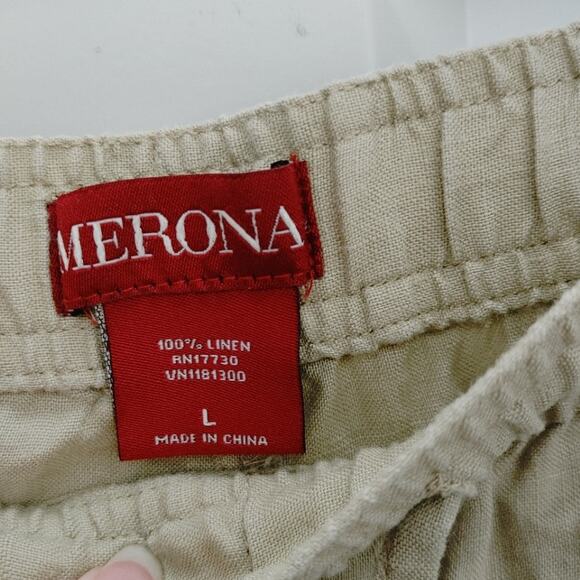 MERONA
100% LINEN
RN17730
VN1181300
L
MADE IN CHINA